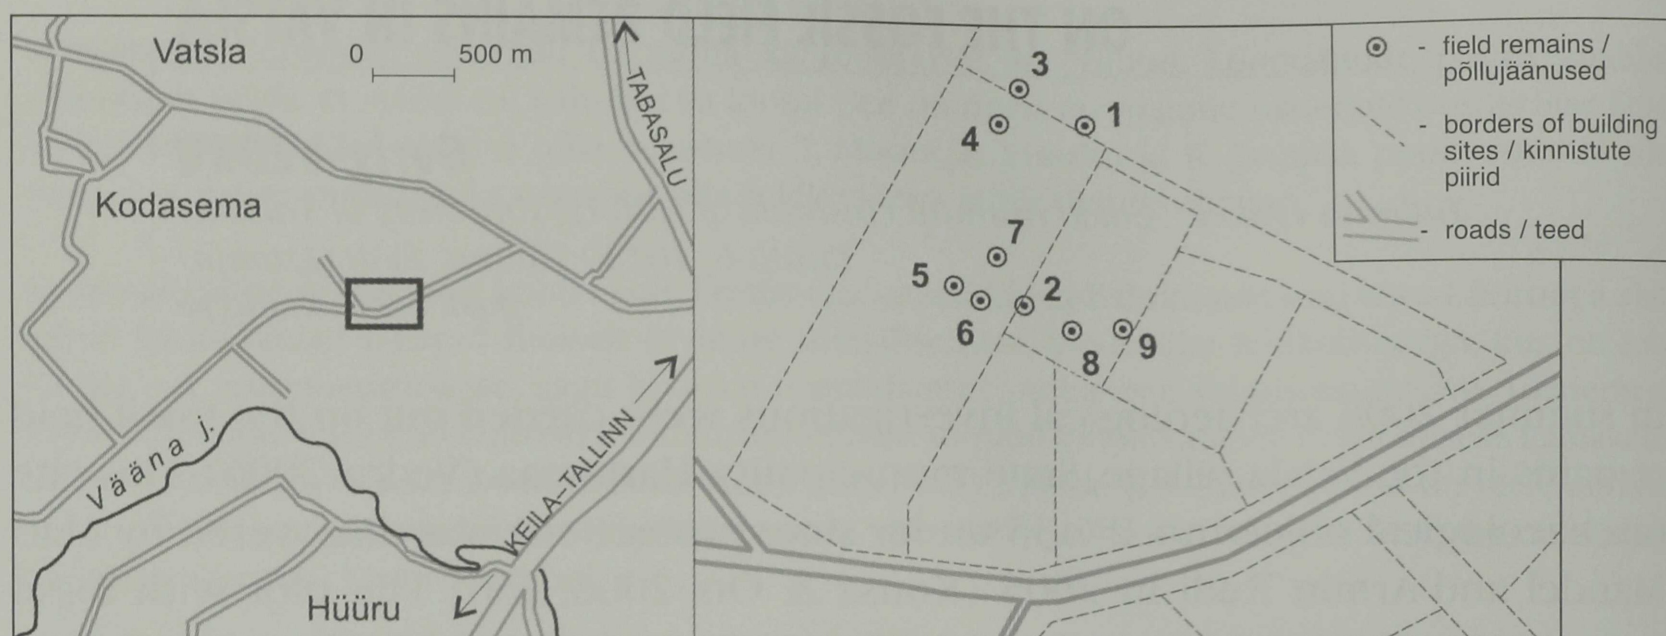 Vatsla
0 500 m
TABASALU
Kodasema
Vääna j.
KEILA–TALLINN
Hüüru
3
1
4
7
5
2
6
8
9
- field remains /
põllujäänused
- borders of building
sites / kinnistute
piirid
- roads / teed